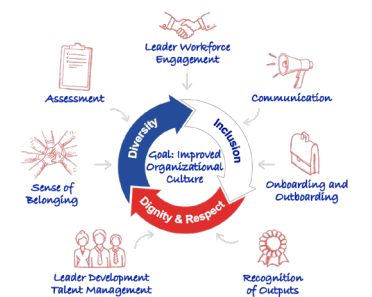 Leader Workforce
Engagement
Assessment
Communication
Diversity
Inclusion
Goal: Improved
Organizational
Culture
Dignity & Respect
Sense of
Belonging
Onboarding and
Outboarding
Leader Development
Talent Management
Recognition
of Outputs